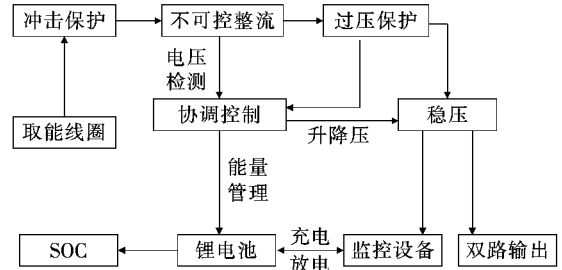 冲击保护
不可控整流
过压保护
电压
检测
取能线圈
协调控制
升降压
稳压
能量
管理
SOC
锂电池
充电
放电
监控设备
双路输出